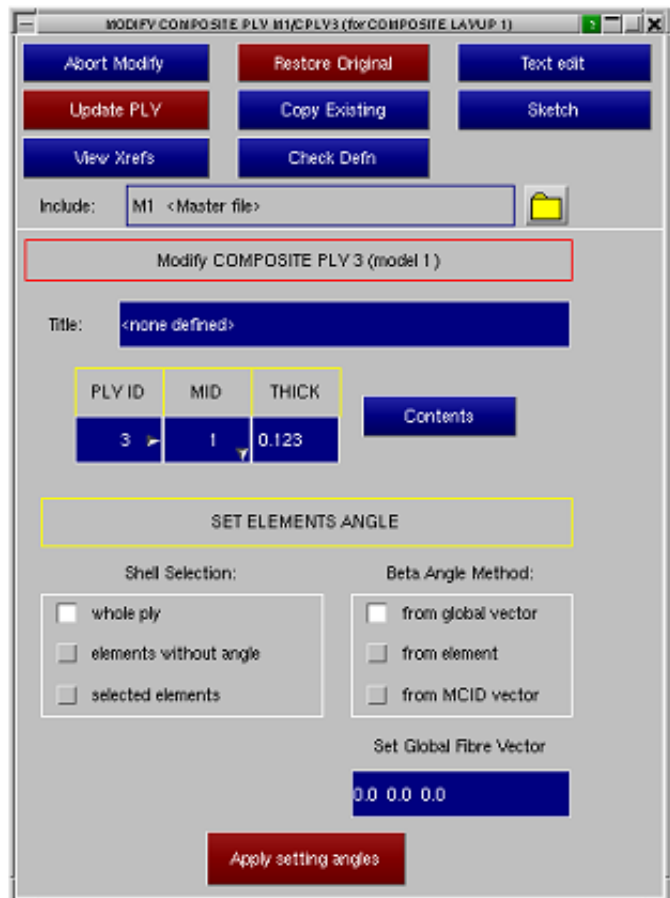 MODIFY COMPOSITE PLY M1/CPLY3 (for COMPOSITE LAYUP 1) ?
Abort Modify Restore Original Text edit
Update PLY Copy Existing Sketch
View Xrefs Check Defn
Include: M1 <Master file>
Modify COMPOSITE PLY 3 (model 1)
Title: <none defined>
PLY ID MID THICK
Contents
3 1 0.123
SET ELEMENTS ANGLE
Shell Selection: Beta Angle Method:
whole ply from global vector
elements without angle from element
selected elements from MCID vector
Set Global Fibre Vector
0.0 0.0 0.0
Apply setting angles